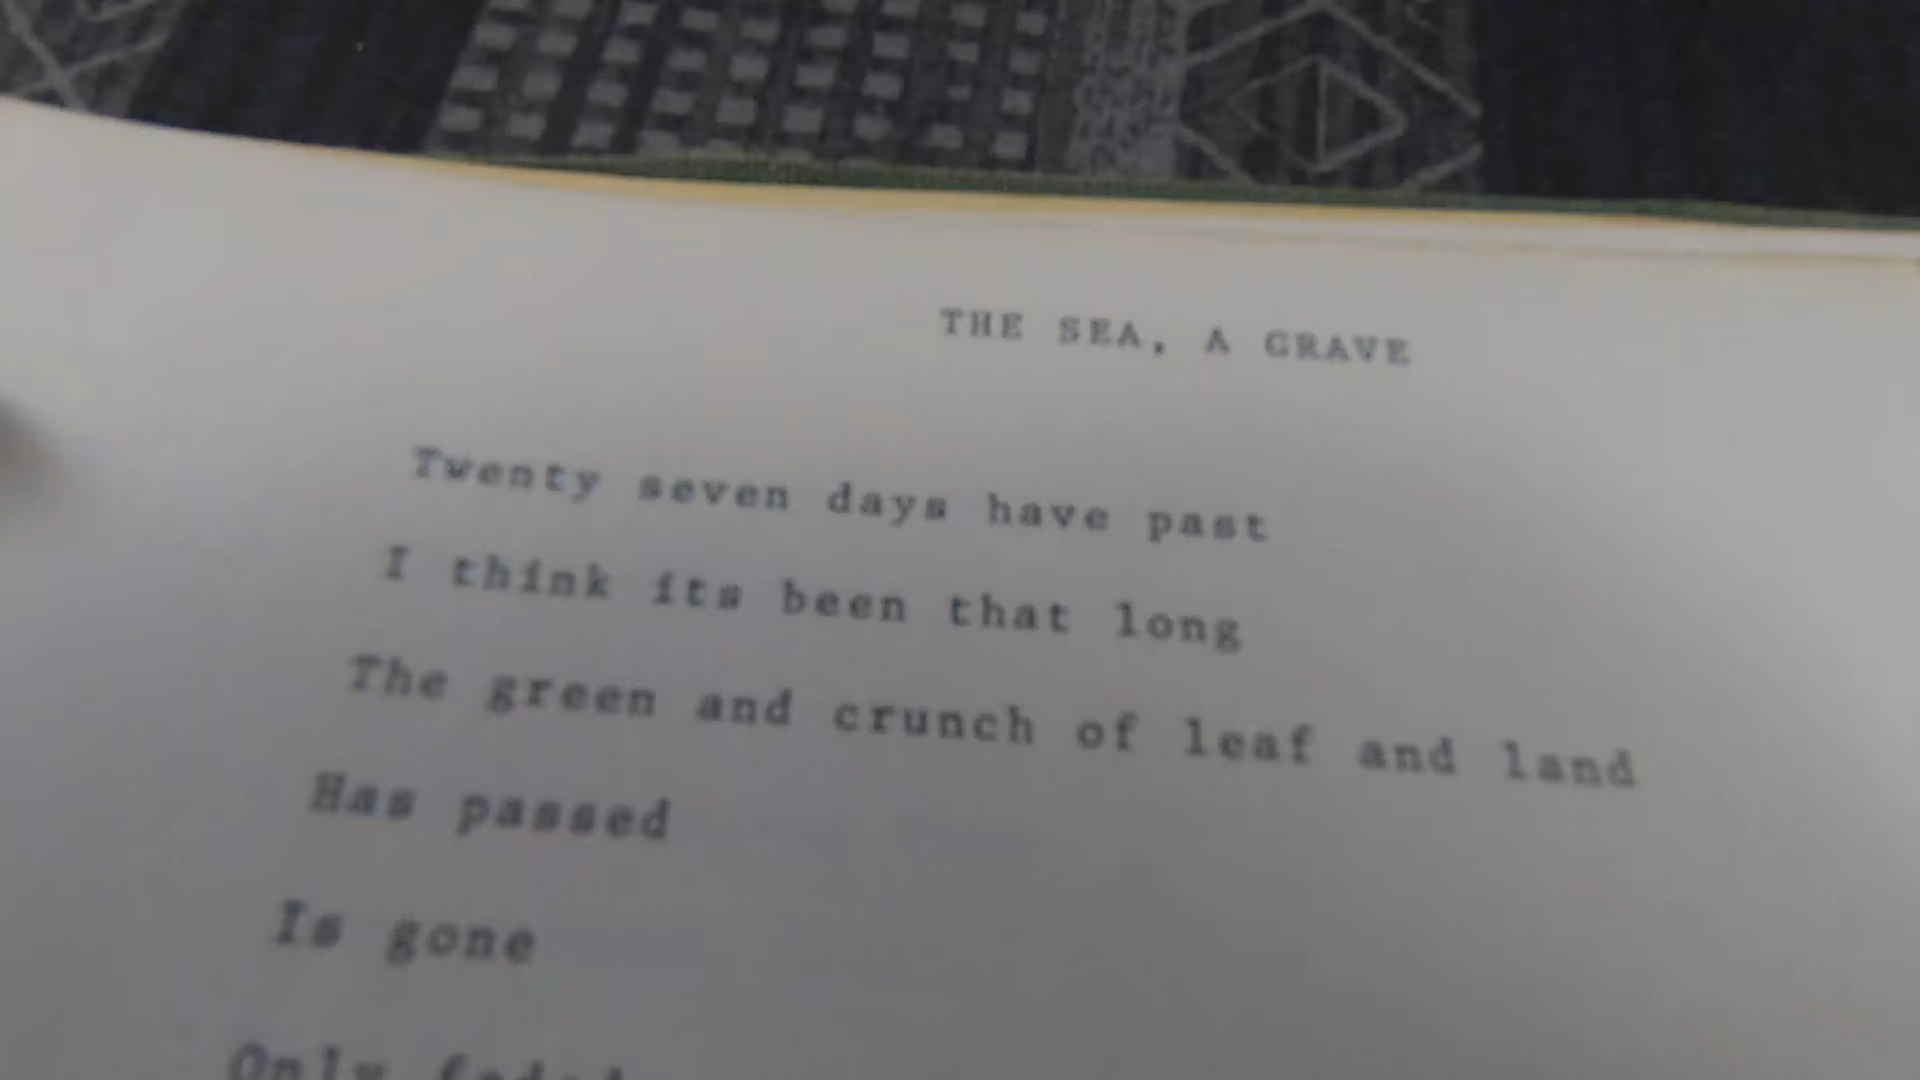 THE SEA, A GRAVE
Twenty seven days have past
I think its been that long
The green and crunch of leaf and land
Has passed
Is gone
Only